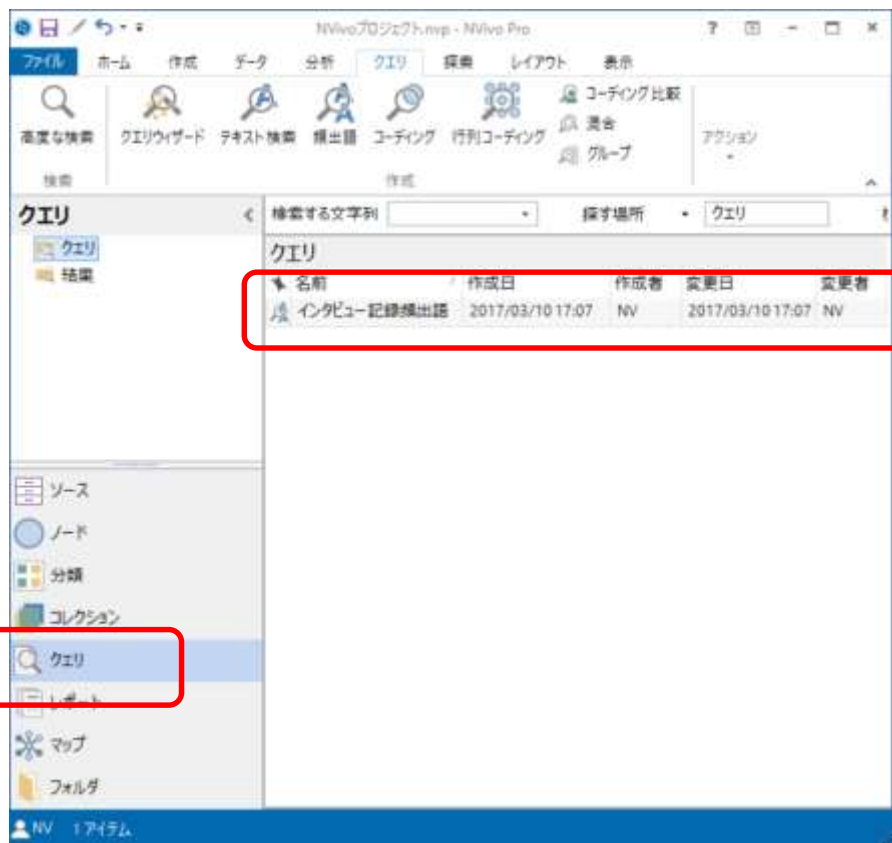 NVivoプロジェクト.nvp - NVivo Pro
ファイル ホーム 作成 データ 分析 クエリ 探索 レイアウト 表示
高度な検索 クエリウィザード テキスト検索 頻出語 コーディング 行列コーディング コーディング比較 アクション
混合
グループ
検索 作成
クエリ 検索する文字列 探す場所 クエリ
クエリ クエリ
結果 名前 作成日 作成者 変更日 変更者
インタビュー記録頻出語 2017/03/10 17:07 NV 2017/03/10 17:07 NV
ソース
ノード
分類
コレクション
クエリ
レポート
マップ
フォルダ
NV 1 アイテム